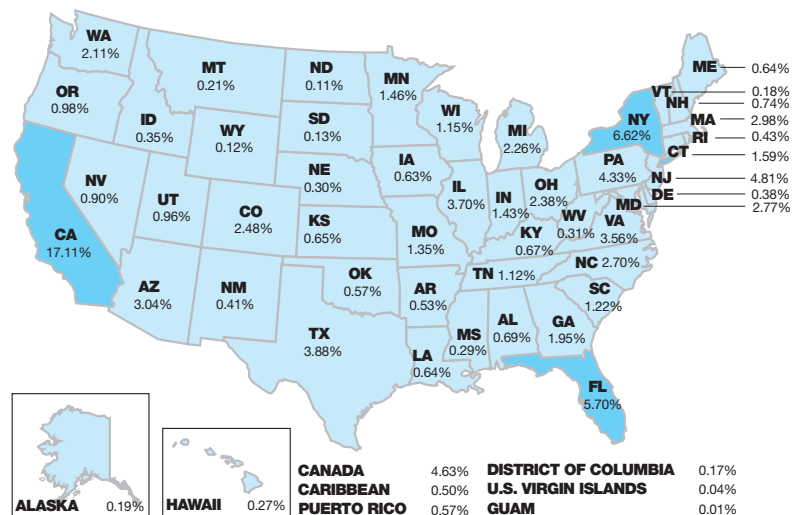 WA
2.11%
OR
0.98%
CA
17.11%
NV
0.90%
ID
0.35%
MT
0.21%
WY
0.12%
UT
0.96%
AZ
3.04%
CO
2.48%
NM
0.41%
ND
0.11%
SD
0.13%
NE
0.30%
KS
0.65%
OK
0.57%
TX
3.88%
MN
1.46%
IA
0.63%
MO
1.35%
AR
0.53%
LA
0.64%
WI
1.15%
IL
3.70%
MI
2.26%
IN
1.43%
OH
2.38%
KY
0.67%
TN 1.12%
MS
0.29%
AL
0.69%
GA
1.95%
FL
5.70%
SC
1.22%
NC 2.70%
VA
3.56%
WV
0.31%
PA
4.33%
NY
6.62%
ME 0.64%
VT 0.18%
NH 0.74%
MA 2.98%
RI 0.43%
CT 1.59%
NJ 4.81%
DE 0.38%
MD 2.77%
ALASKA 0.19%
HAWAII 0.27%
CANADA 4.63%
CARIBBEAN 0.50%
PUERTO RICO 0.57%
DISTRICT OF COLUMBIA 0.17%
U.S. VIRGIN ISLANDS 0.04%
GUAM 0.01%